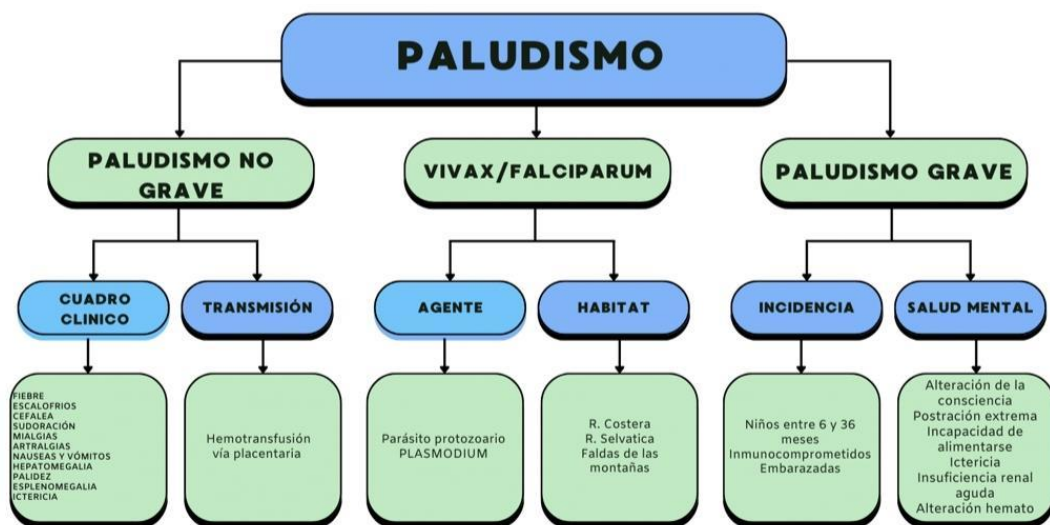 PALUDISMO
PALUDISMO NO
GRAVE
VIVAX/FALCIPARUM
PALUDISMO GRAVE
CUADRO
CLINICO
TRANSMISIÓN
AGENTE
HABITAT
INCIDENCIA
SALUD MENTAL
FIEBRE
ESCALOFRIOS
CEFALEA
SUDORACIÓN
MIALGIAS
ARTRALGIAS
NAUSEAS Y VÓMITOS
HEPATOMEGALIA
PALIDEZ
ESPLENOMEGALIA
ICTERICIA
Hemotransfusión
vía placentaria
Parásito protozoario
PLASMODIUM
R. Costera
R. Selvatica
Faldas de las
montañas
Niños entre 6 y 36
meses
Inmunocomprometidos
Embarazadas
Alteración de la
consciencia
Postración extrema
Incapacidad de
alimentarse
Ictericia
Insuficiencia renal
aguda
Alteración hemato